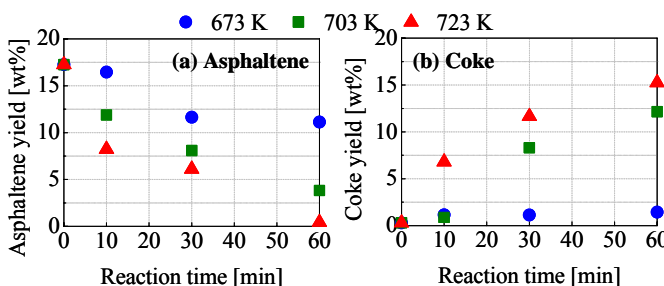 673 K 703 K 723 K
(a) Asphaltene
Asphaltene yield [wt%]
20
15
10
5
0
0 10 20 30 40 50 60
Reaction time [min]
(b) Coke
Coke yield [wt%]
20
15
10
5
0
0 10 20 30 40 50 60
Reaction time [min]